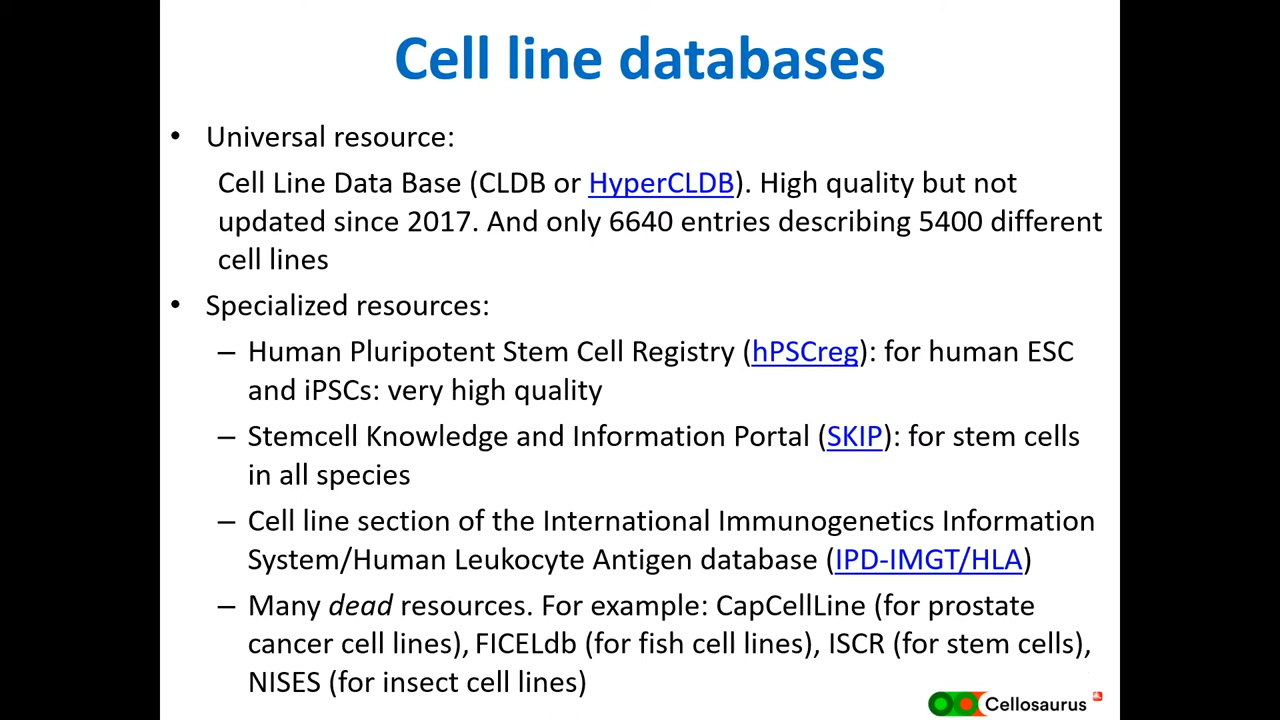 Cell line databases
• Universal resource:
Cell Line Data Base (CLDB or HyperCLDB). High quality but not
updated since 2017. And only 6640 entries describing 5400 different
cell lines
• Specialized resources:
– Human Pluripotent Stem Cell Registry (hPSCreg): for human ESC
and iPSCs: very high quality
– Stemcell Knowledge and Information Portal (SKIP): for stem cells
in all species
– Cell line section of the International Immunogenetics Information
System/Human Leukocyte Antigen database (IPD-IMGT/HLA)
– Many dead resources. For example: CapCellLine (for prostate
cancer cell lines), FICELdb (for fish cell lines), ISCR (for stem cells),
NISES (for insect cell lines)
Cellosaurus